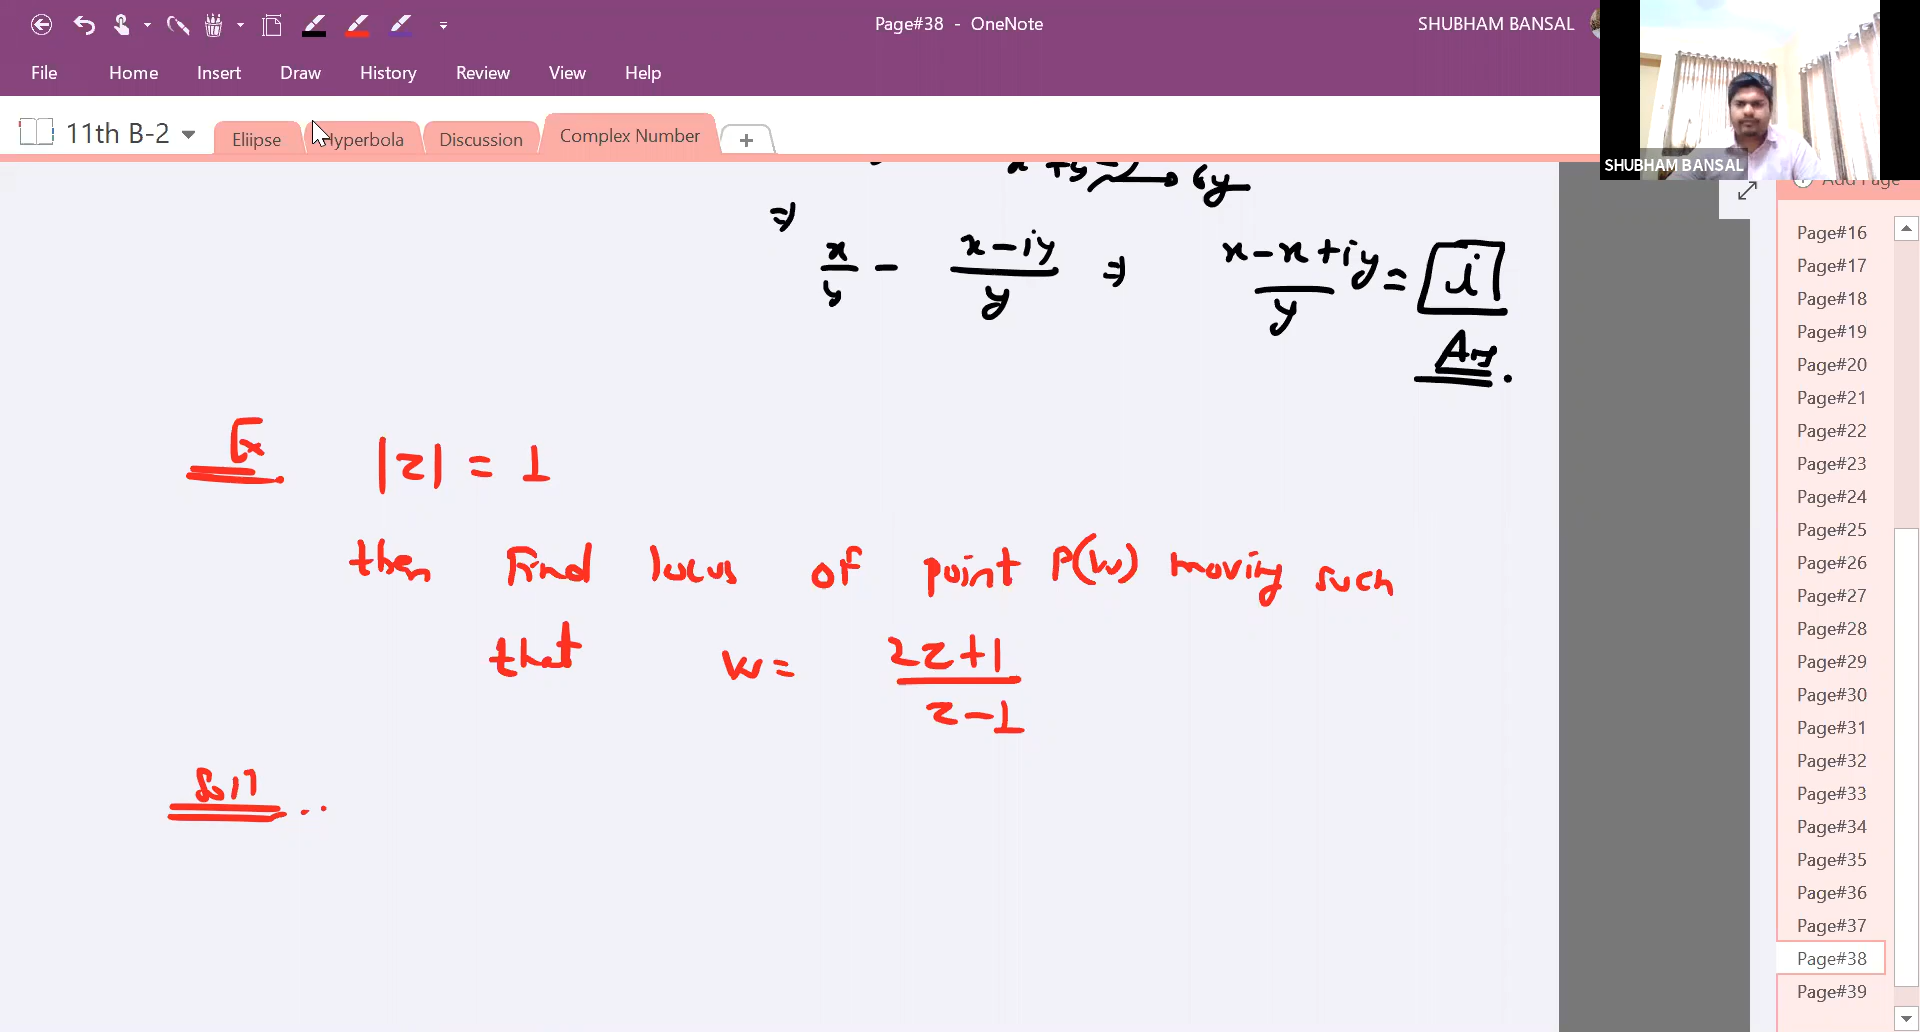 Page#38 - OneNote
SHUBHAM BANSAL
File Home Insert Draw History Review View Help
11th B-2
Eliipse
Hyperbola
Discussion
Complex Number
+
SHUBHAM BANSAL
Add Page
Page#16
Page#17
Page#18
Page#19
Page#20
Page#21
Page#22
Page#23
Page#24
Page#25
Page#26
Page#27
Page#28
Page#29
Page#30
Page#31
Page#32
Page#33
Page#34
Page#35
Page#36
Page#37
Page#38
Page#39
⇒ x/y - (x-iy)/y ⇒ (x-x+iy)/y = i
Ans.
Ex |z| = 1
then Find locus of point P(w) moving such
that w = (2z+1)/(z-1)
Soln ..